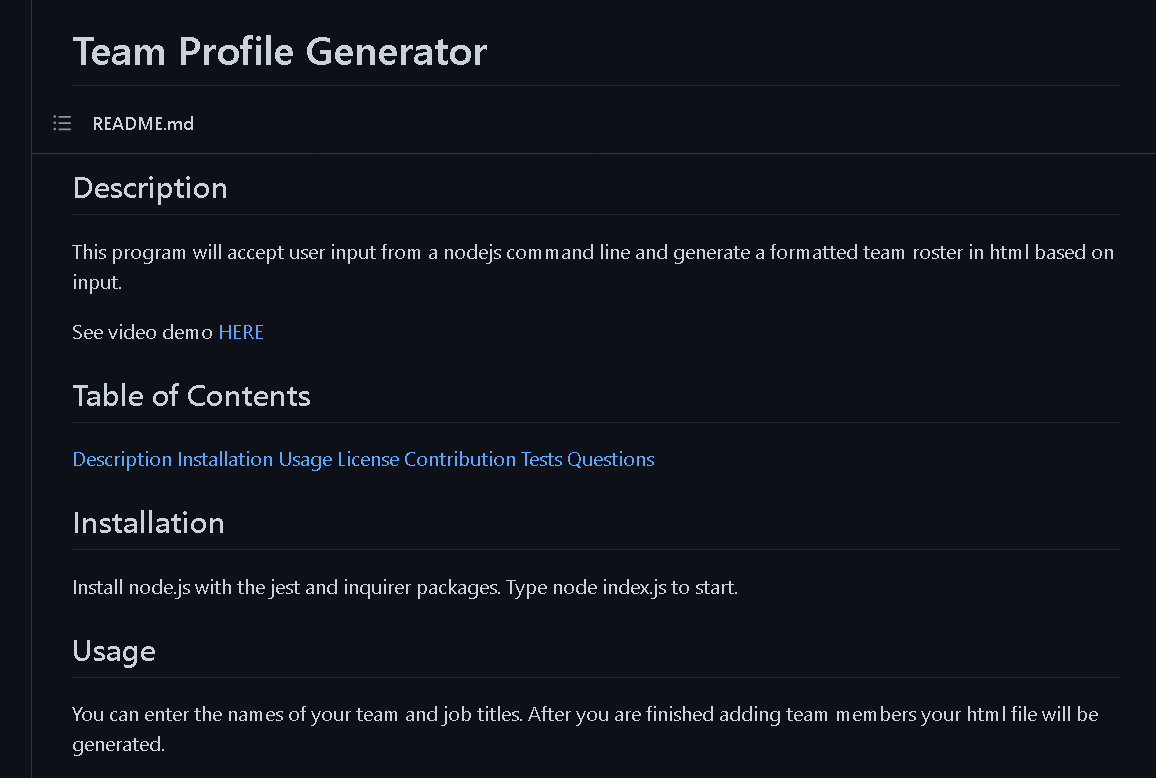 Team Profile Generator
README.md
Description
This program will accept user input from a nodejs command line and generate a formatted team roster in html based on
input.
See video demo HERE
Table of Contents
Description Installation Usage License Contribution Tests Questions
Installation
Install node.js with the jest and inquirer packages. Type node index.js to start.
Usage
You can enter the names of your team and job titles. After you are finished adding team members your html file will be
generated.